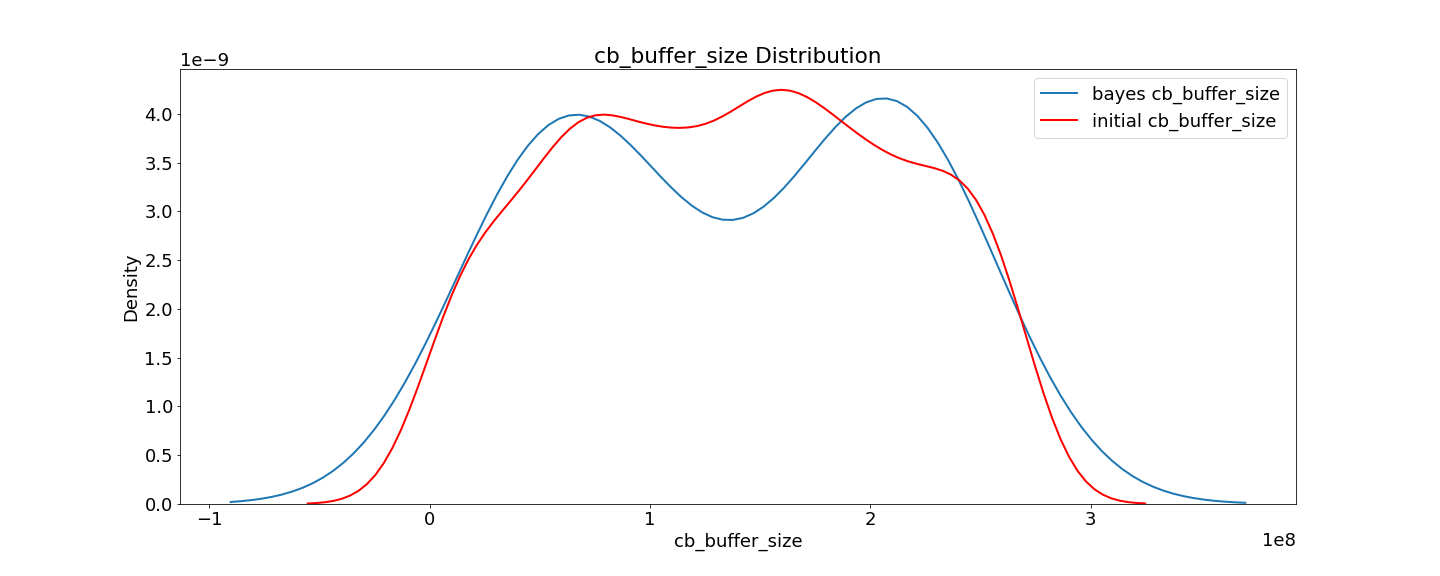 cb_buffer_size Distribution
1e−9
bayes cb_buffer_size
initial cb_buffer_size
4.0
3.5
3.0
2.5
2.0
1.5
1.0
0.5
0.0
Density
−1
0
1
2
3
1e8
cb_buffer_size